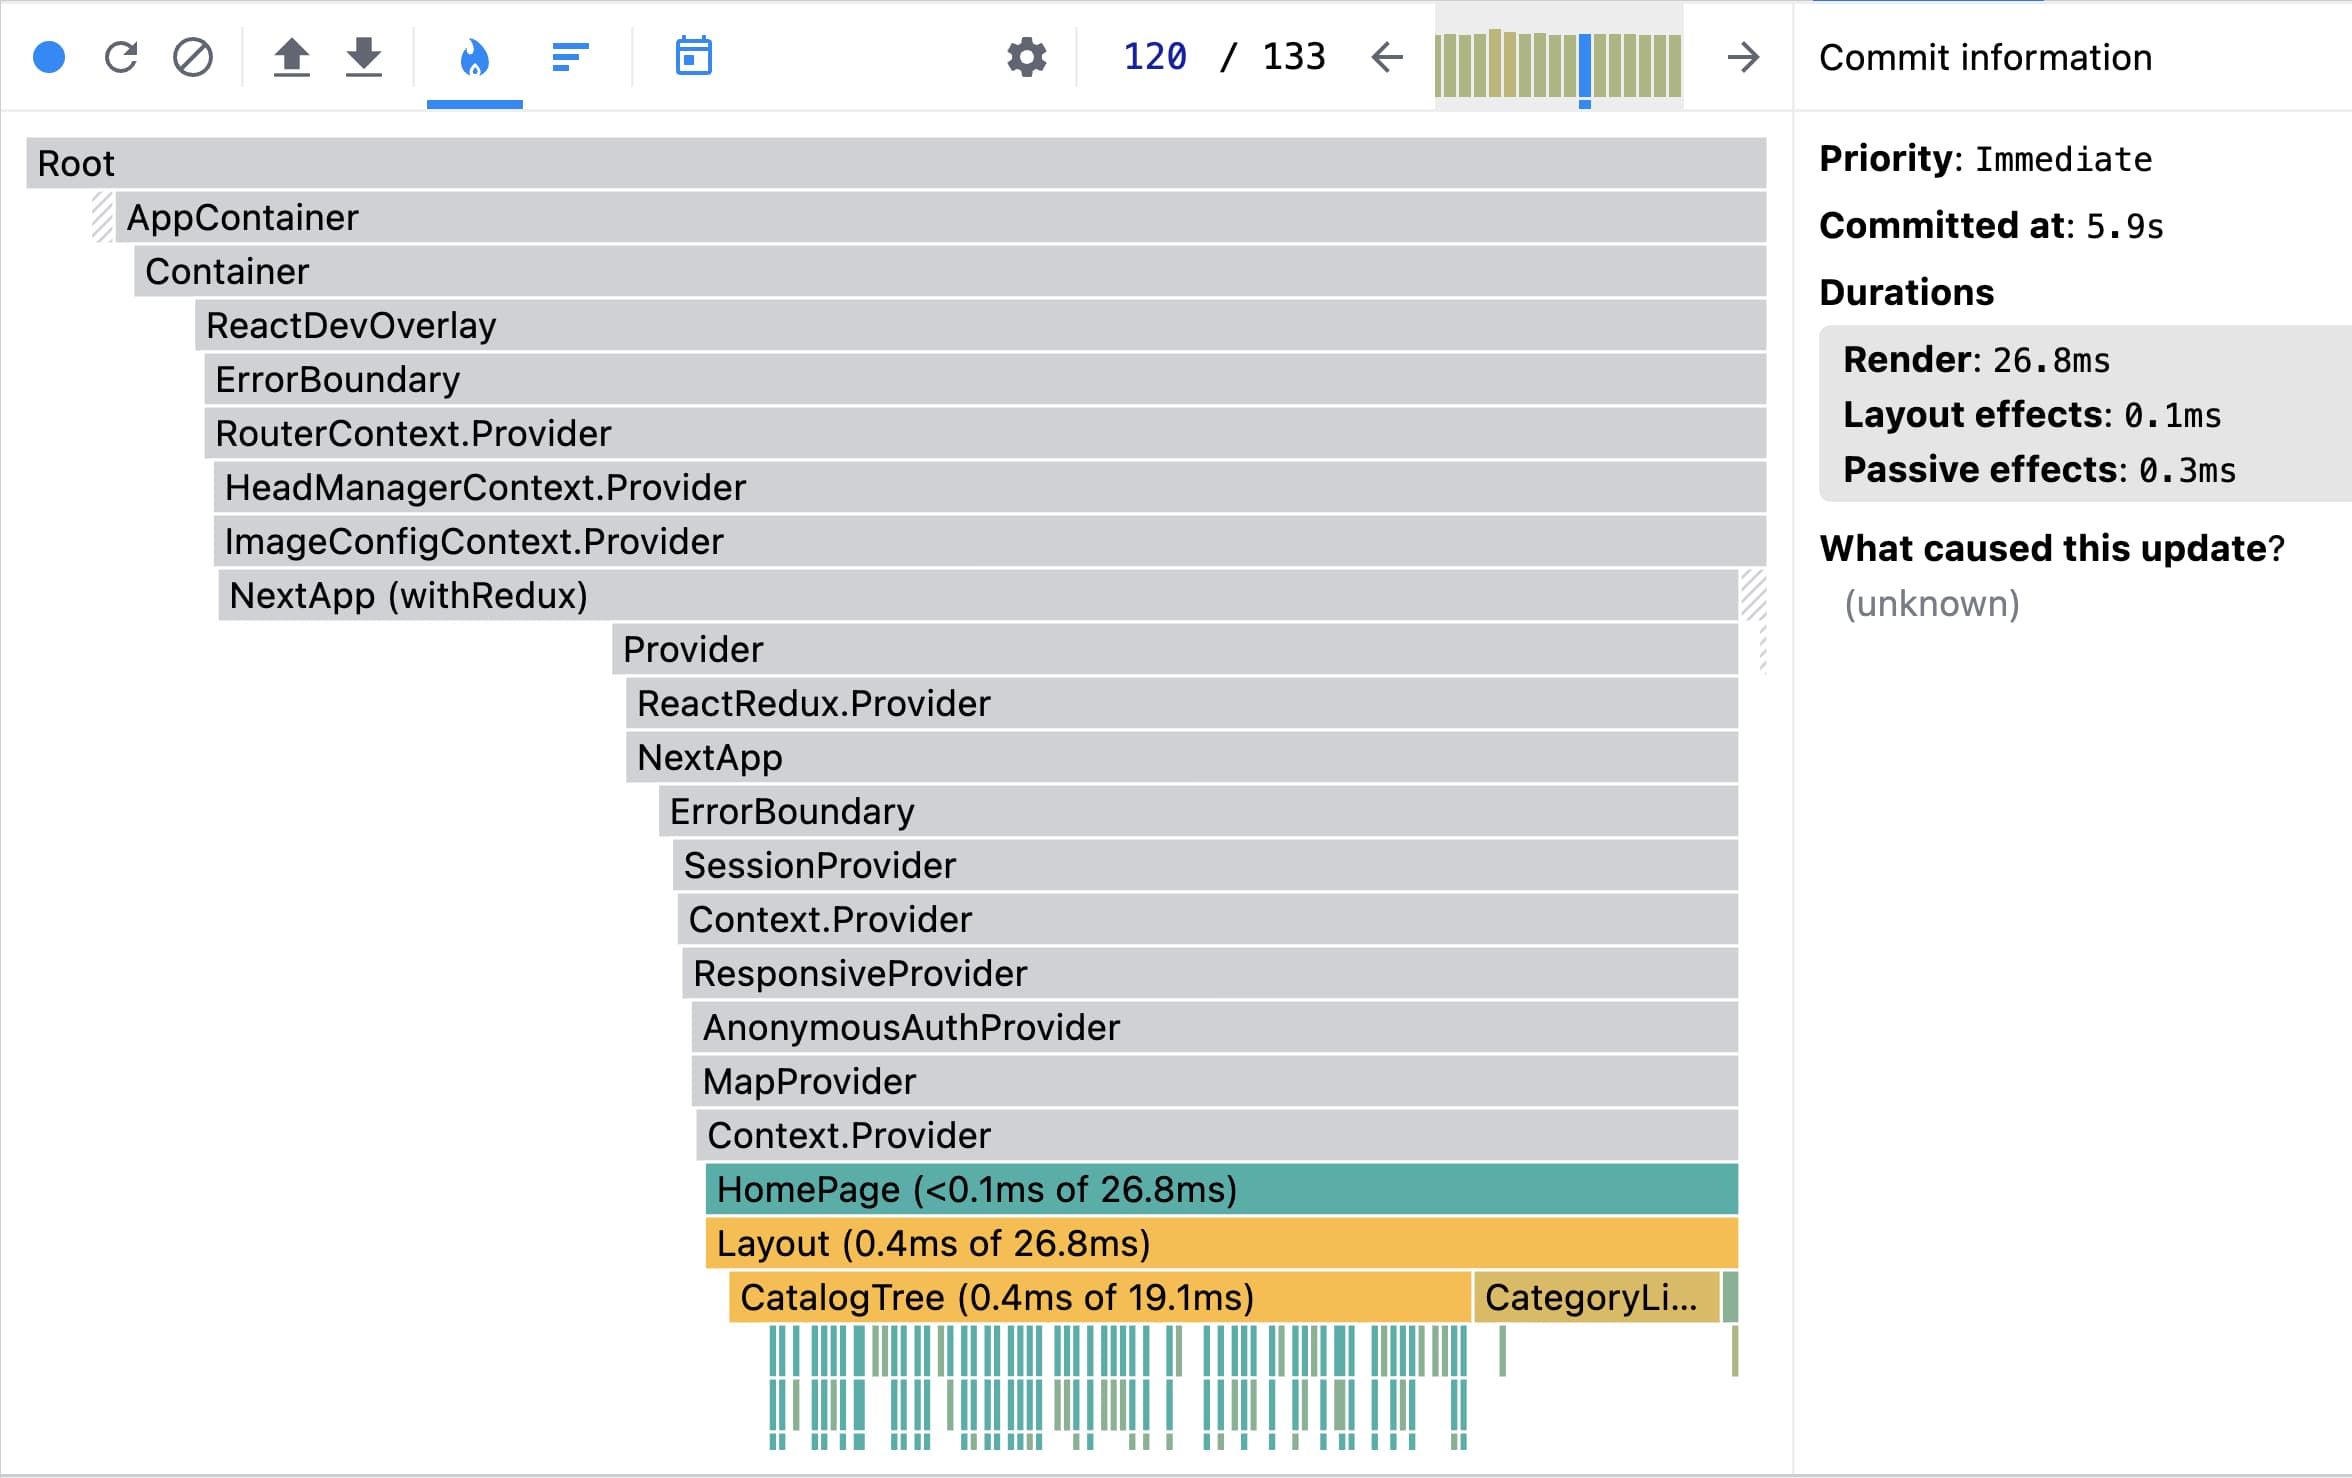 120 / 133
Commit information
Root
AppContainer
Container
ReactDevOverlay
ErrorBoundary
RouterContext.Provider
HeadManagerContext.Provider
ImageConfigContext.Provider
NextApp (withRedux)
Provider
ReactRedux.Provider
NextApp
ErrorBoundary
SessionProvider
Context.Provider
ResponsiveProvider
AnonymousAuthProvider
MapProvider
Context.Provider
HomePage (<0.1ms of 26.8ms)
Layout (0.4ms of 26.8ms)
CatalogTree (0.4ms of 19.1ms)
CategoryLi...
Priority: Immediate
Committed at: 5.9s
Durations
Render: 26.8ms
Layout effects: 0.1ms
Passive effects: 0.3ms
What caused this update?
(unknown)